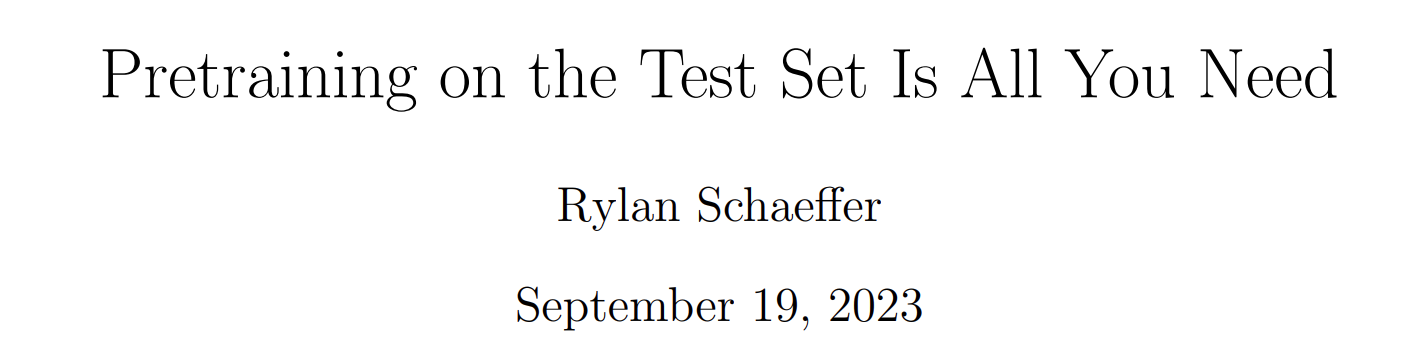 Pretraining on the Test Set Is All You Need
Rylan Schaeffer
September 19, 2023